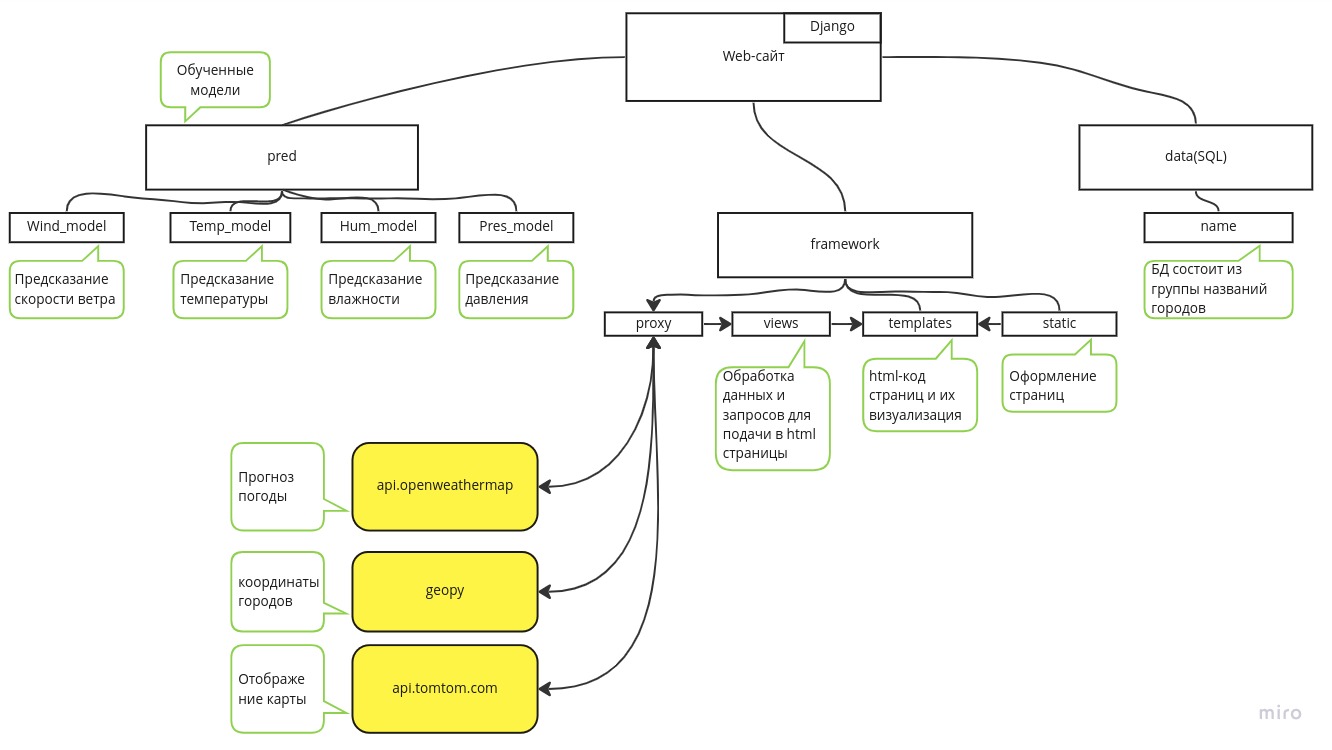 Django
Web-сайт
Обученные
модели
pred
data(SQL)
Wind_model
Temp_model
Hum_model
Pres_model
name
framework
Предсказание
скорости ветра
Предсказание
температуры
Предсказание
влажности
Предсказание
давления
БД состоит из
группы названий
городов
proxy
views
templates
static
Обработка
данных и
запросов для
подачи в html
страницы
html-код
страниц и их
визуализация
Оформление
страниц
Прогноз
погоды
api.openweathermap
координаты
городов
geopy
Отображе
ние карты
api.tomtom.com
miro